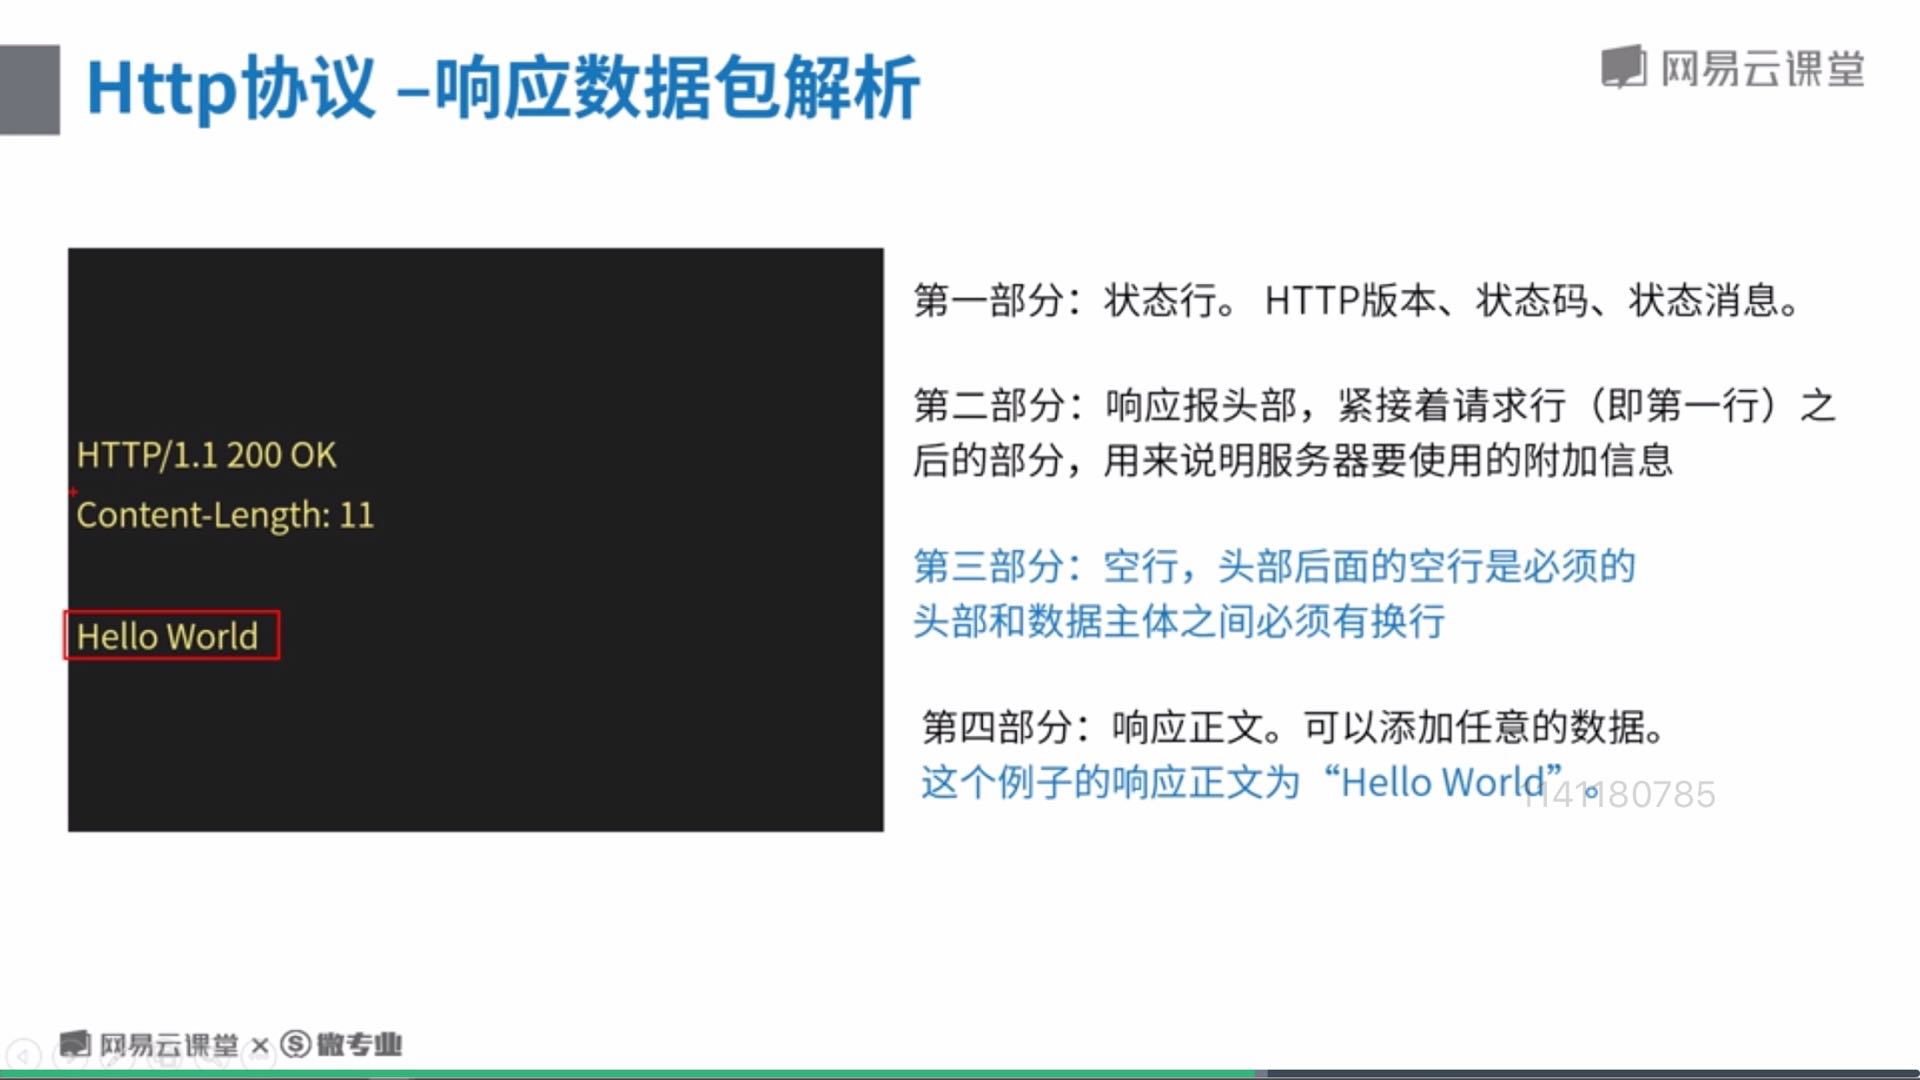 Http协议 –响应数据包解析
网易云课堂
HTTP/1.1 200 OK
Content-Length: 11
Hello World
第一部分：状态行。 HTTP版本、状态码、状态消息。
第二部分：响应报头部，紧接着请求行（即第一行）之
后的部分，用来说明服务器要使用的附加信息
第三部分：空行，头部后面的空行是必须的
头部和数据主体之间必须有换行
第四部分：响应正文。可以添加任意的数据。
这个例子的响应正文为“Hello World”。
1141180785
网易云课堂 × 微专业